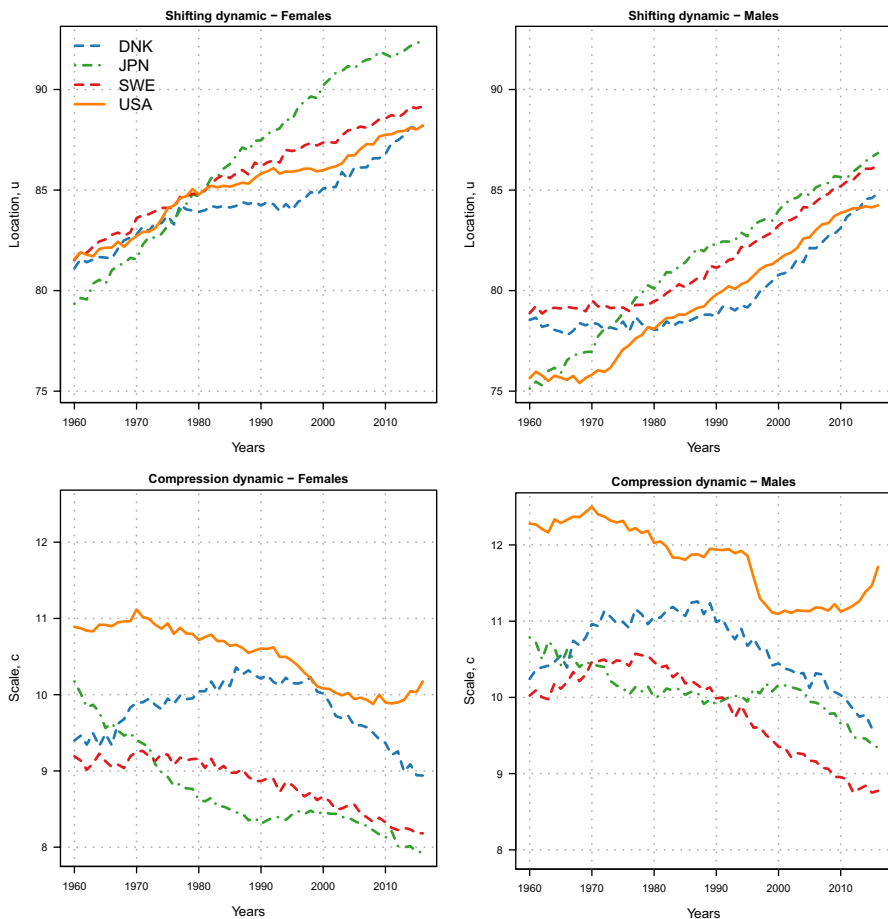 Shifting dynamic − Females
DNK
JPN
SWE
USA
90
85
80
75
Location, u
1960 1970 1980 1990 2000 2010
Years
Shifting dynamic − Males
90
85
80
75
Location, u
1960 1970 1980 1990 2000 2010
Years
Compression dynamic − Females
12
11
10
9
8
Scale, c
1960 1970 1980 1990 2000 2010
Years
Compression dynamic − Males
12
11
10
9
8
Scale, c
1960 1970 1980 1990 2000 2010
Years